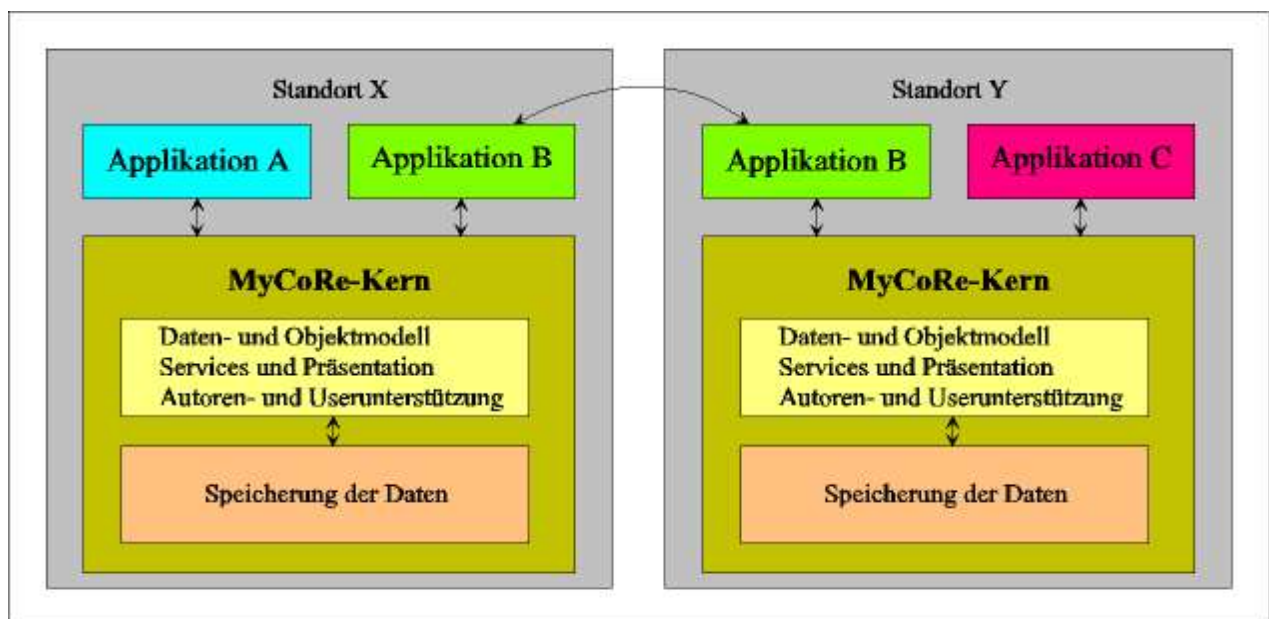 Standort X
Applikation A
Applikation B
MyCoRe-Kern
Daten- und Objektmodell
Services und Präsentation
Autoren- und Userunterstützung
Speicherung der Daten
Standort Y
Applikation B
Applikation C
MyCoRe-Kern
Daten- und Objektmodell
Services und Präsentation
Autoren- und Userunterstützung
Speicherung der Daten